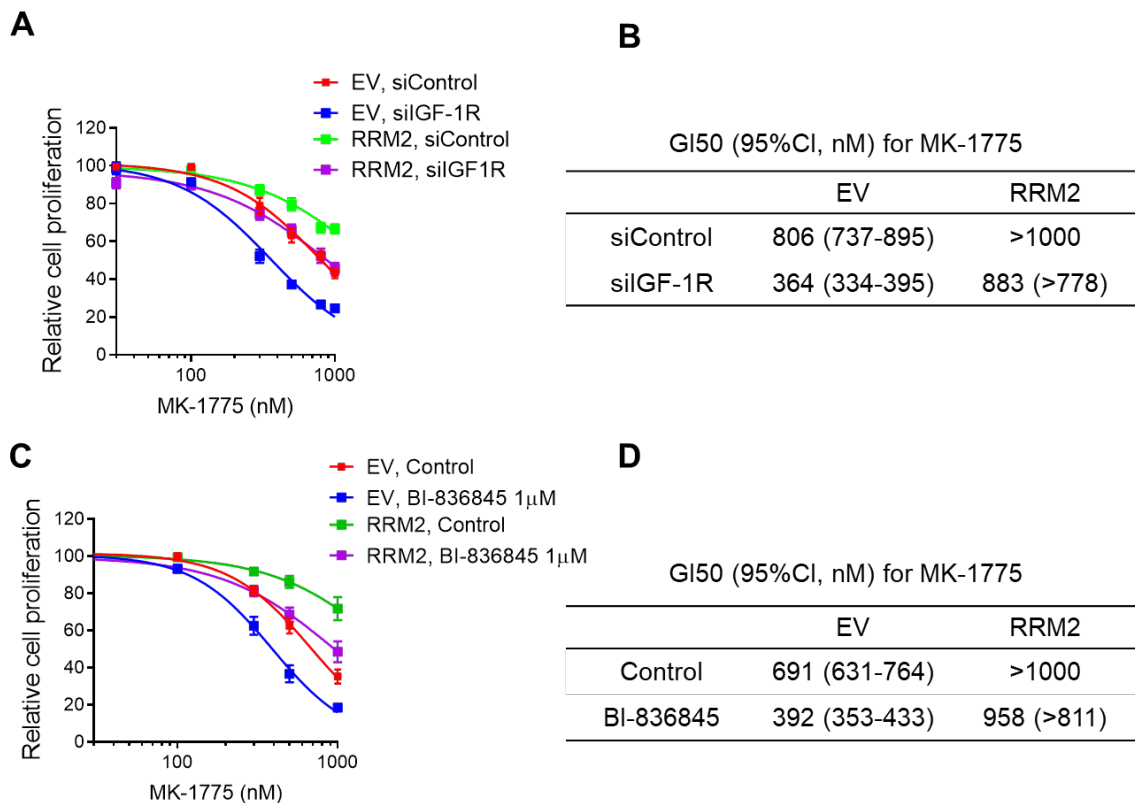 A
EV, siControl
EV, siIGF-1R
RRM2, siControl
RRM2, siIGF1R
Relative cell proliferation
120
100
80
60
40
20
0
100
1000
MK-1775 (nM)
B
GI50 (95%CI, nM) for MK-1775
EV RRM2
siControl 806 (737-895) >1000
siIGF-1R 364 (334-395) 883 (>778)
C
EV, Control
EV, BI-836845 1μM
RRM2, Control
RRM2, BI-836845 1μM
Relative cell proliferation
120
100
80
60
40
20
0
100
1000
MK-1775 (nM)
D
GI50 (95%CI, nM) for MK-1775
EV RRM2
Control 691 (631-764) >1000
BI-836845 392 (353-433) 958 (>811)